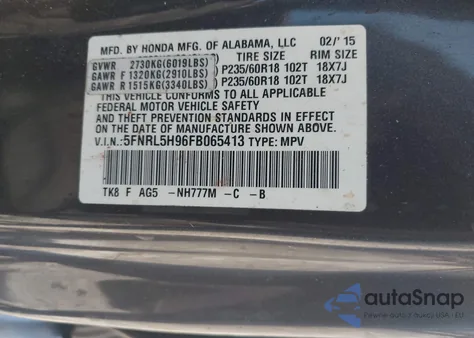 MFD. BY HONDA MFG. OF ALABAMA, LLC 02/'15
TIRE SIZE RIM SIZE
GVWR 2730KG(6019LBS)
GAWR F 1320KG(2910LBS) P235/60R18 102T 18X7J
GAWR R 1515KG(3340LBS) P235/60R18 102T 18X7J
THIS VEHICLE CONFORMS TO ALL APPLICABLE
FEDERAL MOTOR VEHICLE SAFETY AND
THEFT PREVENTION STANDARDS IN EFFECT ON THE
DATE OF MANUFACTURE SHOWN ABOVE.
V.I.N.: 5FNRL5H96FB065413 TYPE: MPV
TK8 F AG5 -NH777M -C -B
autoSnap